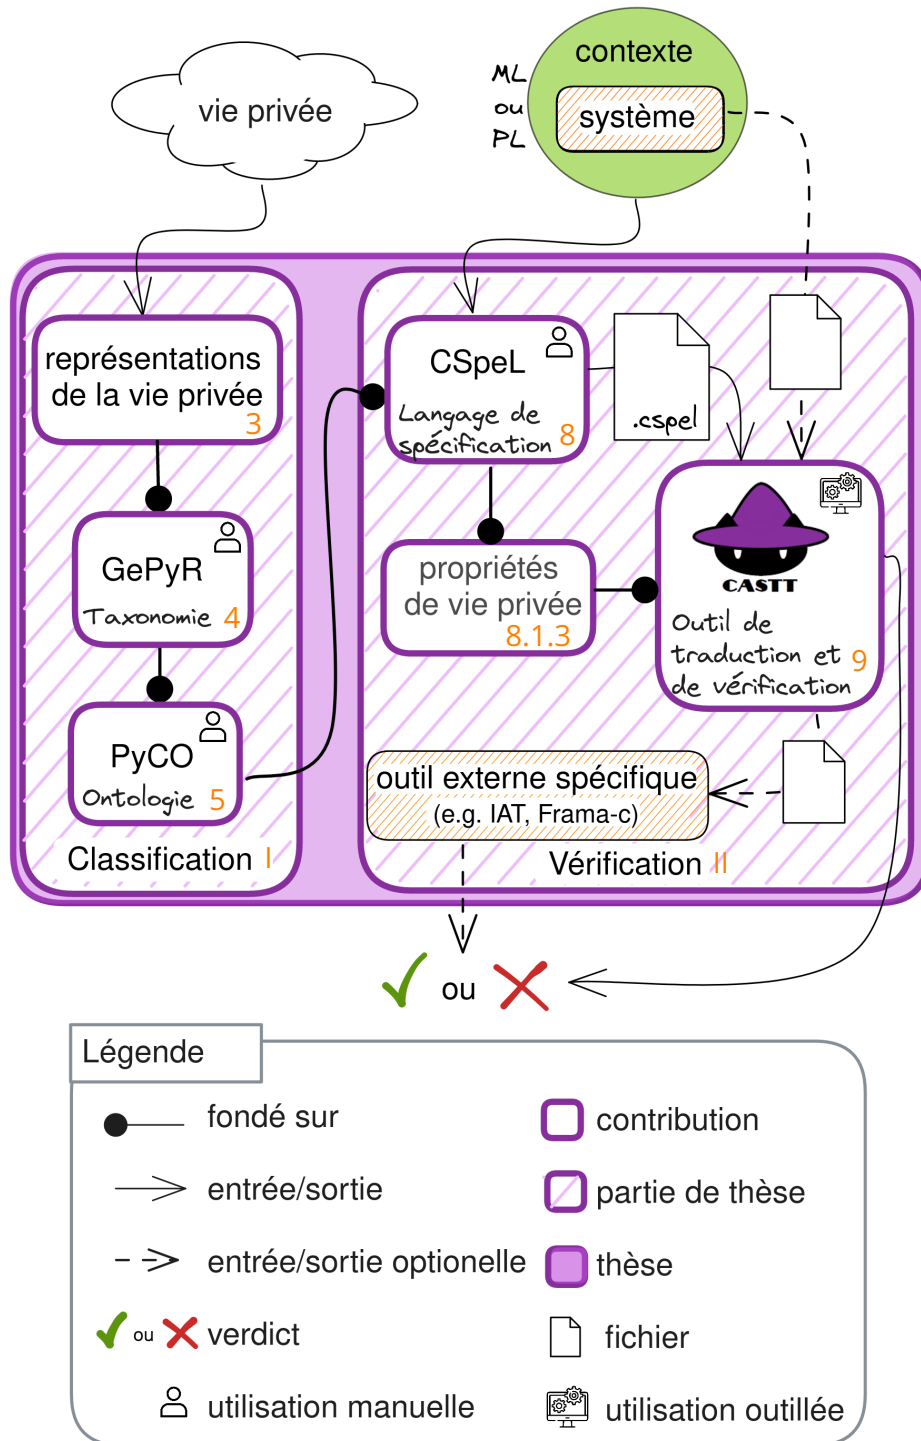 vie privée
contexte
ML
ou
PL
système
représentations
de la vie privée
3
GePyR
Taxonomie 4
PyCO
Ontologie 5
Classification I
CSpeL
Langage de
spécification 8
.cspel
propriétés
de vie privée
8.1.3
CASTT
Outil de
traduction et 9
de vérification
outil externe spécifique
(e.g. IAT, Frama-c)
Vérification II
ou
Légende
fondé sur
entrée/sortie
entrée/sortie optionelle
ou verdict
utilisation manuelle
contribution
partie de thèse
thèse
fichier
utilisation outillée